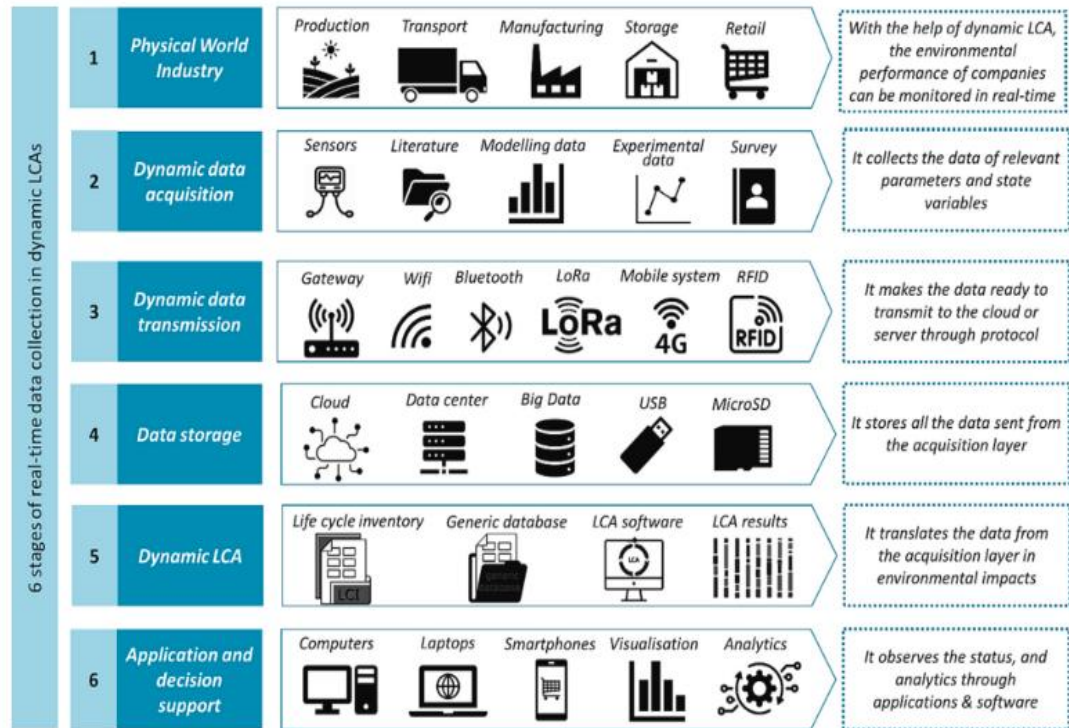 6 stages of real-time data collection in dynamic LCAs
1
Physical World
Industry
Production
Transport
Manufacturing
Storage
Retail
With the help of dynamic LCA,
the environmental
performance of companies
can be monitored in real-time
2
Dynamic data
acquisition
Sensors
Literature
Modelling data
Experimental
data
Survey
It collects the data of relevant
parameters and state
variables
3
Dynamic data
transmission
Gateway
Wifi
Bluetooth
LoRa
LoRa
Mobile system
4G
RFID
RFID
It makes the data ready to
transmit to the cloud or
server through protocol
4
Data storage
Cloud
Data center
Big Data
USB
MicroSD
It stores all the data sent from
the acquisition layer
5
Dynamic LCA
Life cycle inventory
LCI
Generic database
LCA software
LCA
LCA results
It translates the data from
the acquisition layer in
environmental impacts
6
Application and
decision
support
Computers
Laptops
Smartphones
Visualisation
Analytics
It observes the status, and
analytics through
applications & software